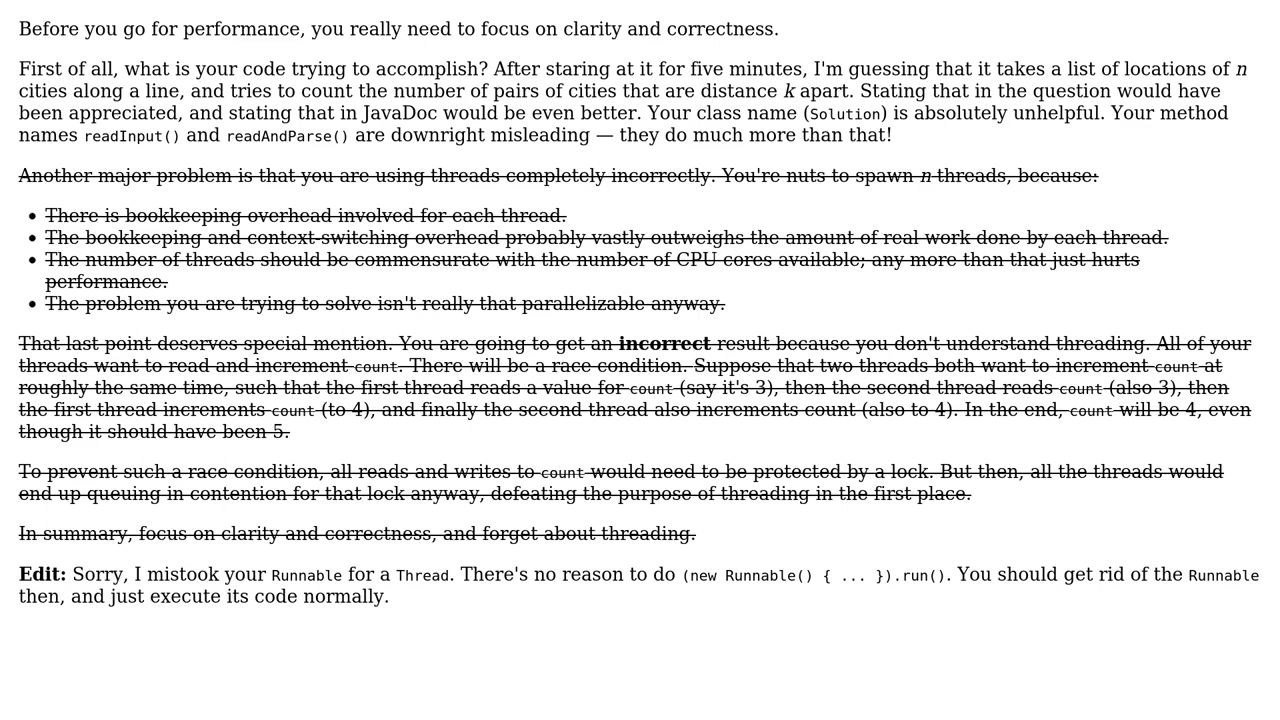 Before you go for performance, you really need to focus on clarity and correctness.
First of all, what is your code trying to accomplish? After staring at it for five minutes, I'm guessing that it takes a list of locations of n
cities along a line, and tries to count the number of pairs of cities that are distance k apart. Stating that in the question would have
been appreciated, and stating that in JavaDoc would be even better. Your class name (Solution) is absolutely unhelpful. Your method
names readInput() and readAndParse() are downright misleading — they do much more than that!
Another major problem is that you are using threads completely incorrectly. You're nuts to spawn n threads, because:
• There is bookkeeping overhead involved for each thread.
• The bookkeeping and context-switching overhead probably vastly outweighs the amount of real work done by each thread.
• The number of threads should be commensurate with the number of CPU cores available; any more than that just hurts
performance.
• The problem you are trying to solve isn't really that parallelizable anyway.
That last point deserves special mention. You are going to get an incorrect result because you don't understand threading. All of your
threads want to read and increment count. There will be a race condition. Suppose that two threads both want to increment count at
roughly the same time, such that the first thread reads a value for count (say it's 3), then the second thread reads count (also 3), then
the first thread increments count (to 4), and finally the second thread also increments count (also to 4). In the end, count will be 4, even
though it should have been 5.
To prevent such a race condition, all reads and writes to count would need to be protected by a lock. But then, all the threads would
end up queuing in contention for that lock anyway, defeating the purpose of threading in the first place.
In summary, focus on clarity and correctness, and forget about threading.
Edit: Sorry, I mistook your Runnable for a Thread. There's no reason to do (new Runnable() { ... }).run(). You should get rid of the Runnable
then, and just execute its code normally.